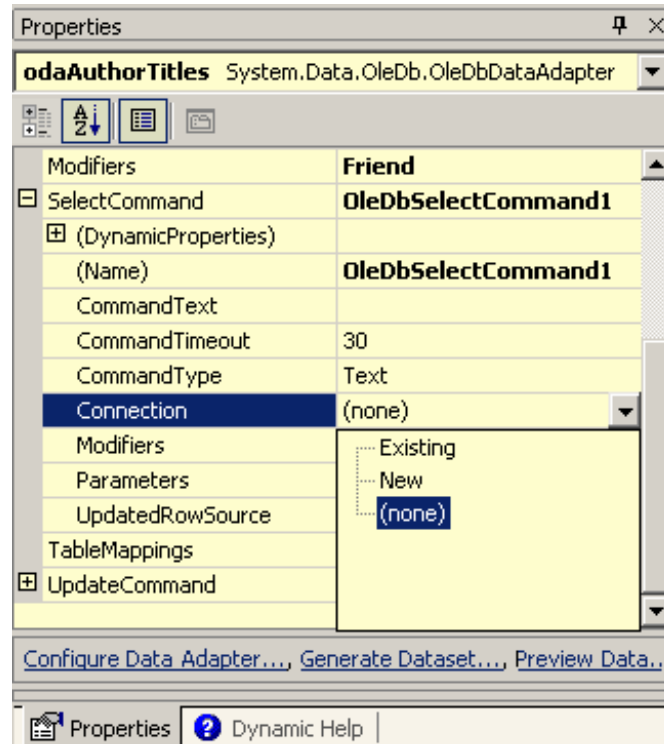 Properties
odaAuthorTitles System.Data.OleDb.OleDbDataAdapter
Modifiers Friend
SelectCommand OleDbSelectCommand1
(DynamicProperties)
(Name) OleDbSelectCommand1
CommandText
CommandTimeout 30
CommandType Text
Connection (none)
Modifiers Existing
Parameters New
UpdatedRowSource (none)
TableMappings
UpdateCommand
Configure Data Adapter..., Generate Dataset..., Preview Data..
Properties Dynamic Help